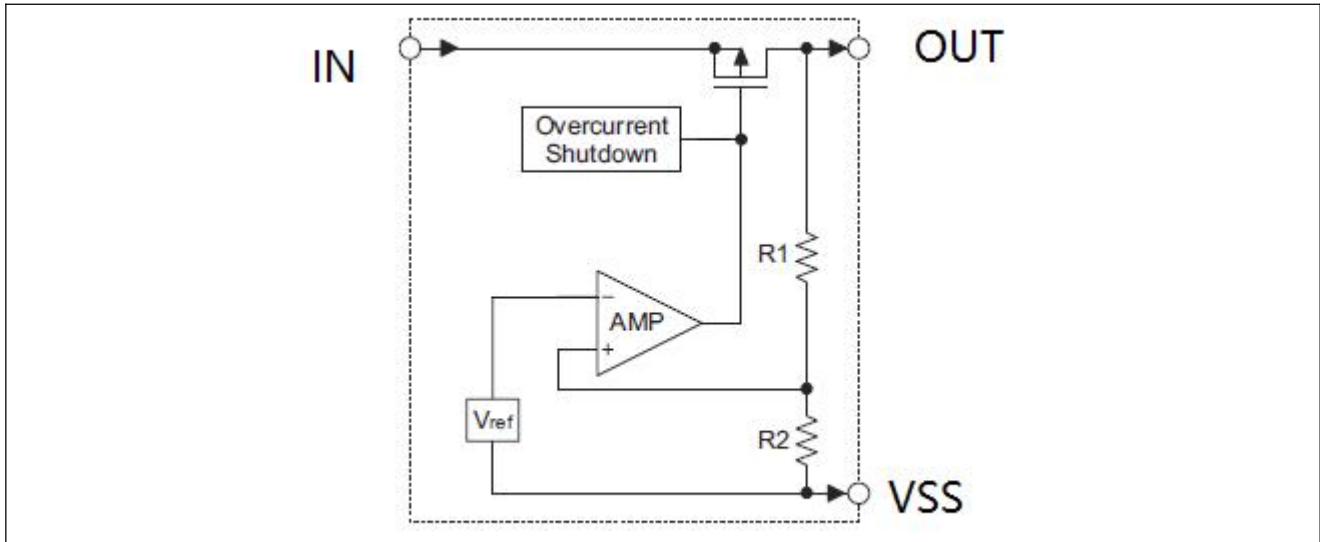 IN
OUT
Overcurrent
Shutdown
R1
−
AMP
+
Vref
R2
VSS